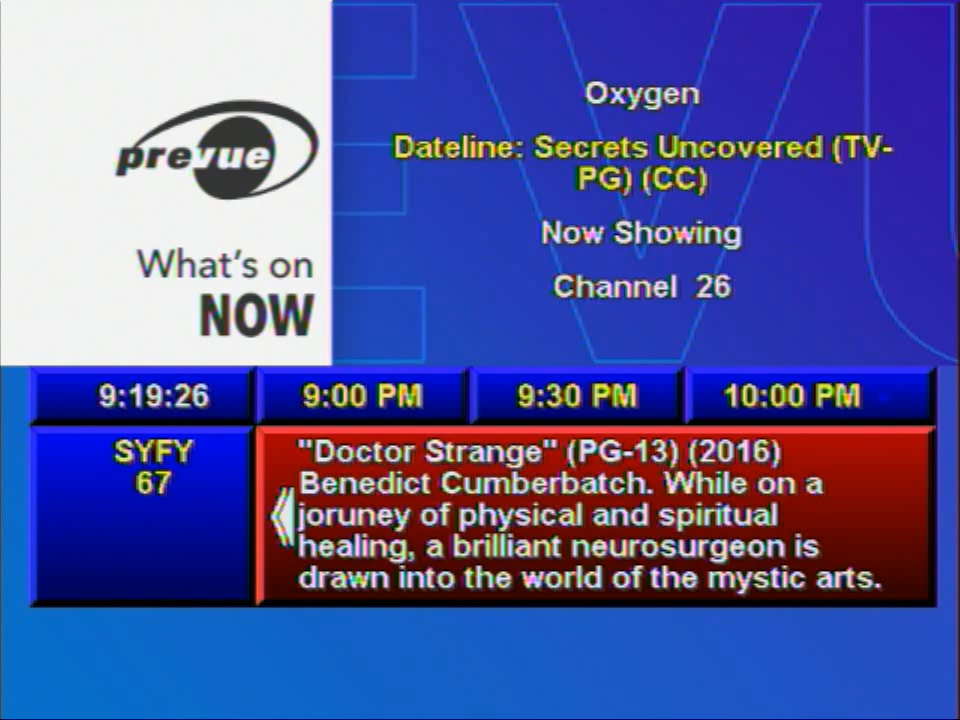 prevue
What's on
NOW
Oxygen
Dateline: Secrets Uncovered (TV-
PG) (CC)
Now Showing
Channel 26
9:19:26
9:00 PM
9:30 PM
10:00 PM
SYFY
67
"Doctor Strange" (PG-13) (2016)
Benedict Cumberbatch. While on a
joruney of physical and spiritual
healing, a brilliant neurosurgeon is
drawn into the world of the mystic arts.